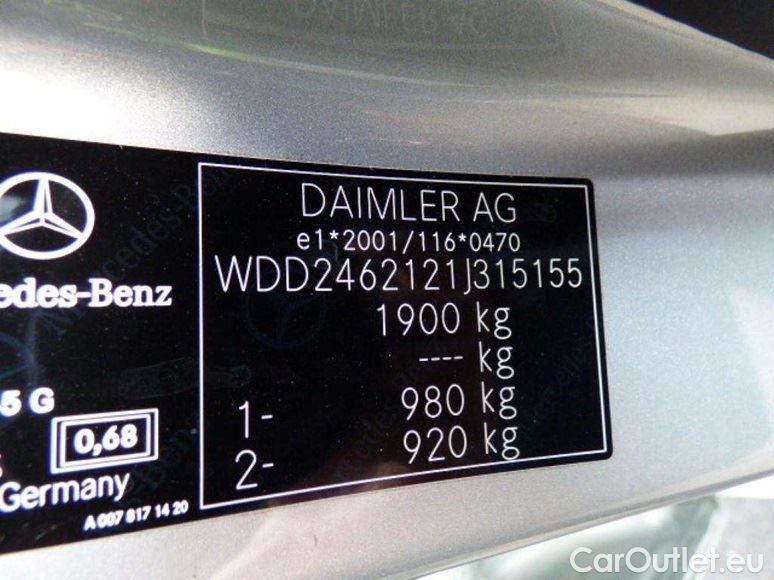 DAIMLER AG
e1*2001/116*0470
WDD2462121J315155
1900 kg
---- kg
1- 980 kg
2- 920 kg
edes-Benz
5 G
0,68
Germany
A 007 817 14 20
CarOutlet.eu